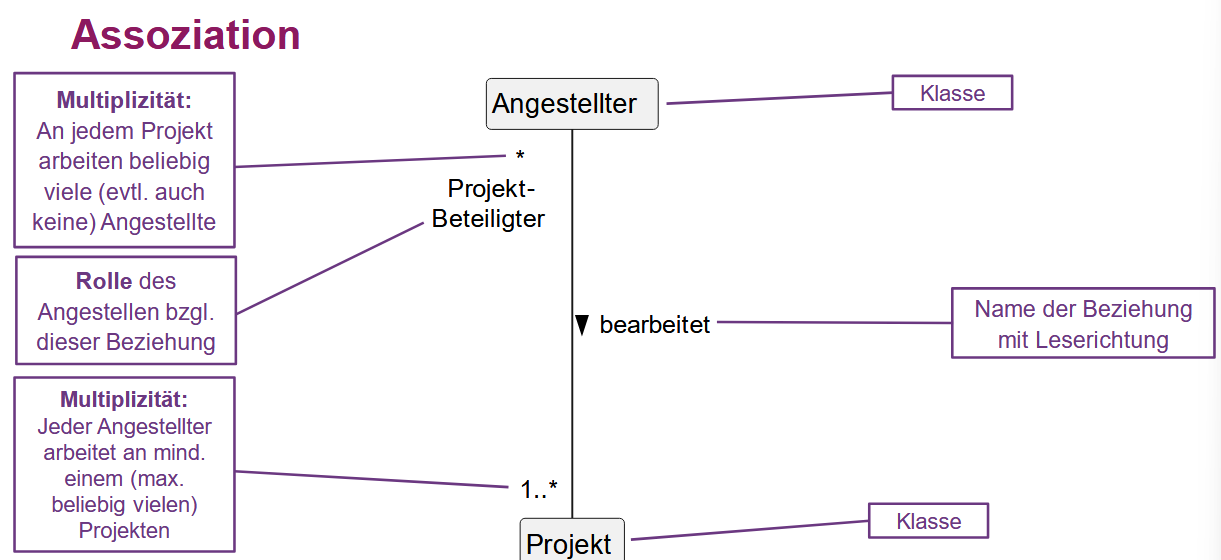 Assoziation
Multiplizität:
An jedem Projekt
arbeiten beliebig
viele (evtl. auch
keine) Angestellte
Angestellter
Klasse
*
Projekt-
Beteiligter
Rolle des
Angestellen bzgl.
dieser Beziehung
bearbeitet
Name der Beziehung
mit Leserichtung
Multiplizität:
Jeder Angestellter
arbeitet an mind.
einem (max.
beliebig vielen)
Projekten
1..*
Projekt
Klasse